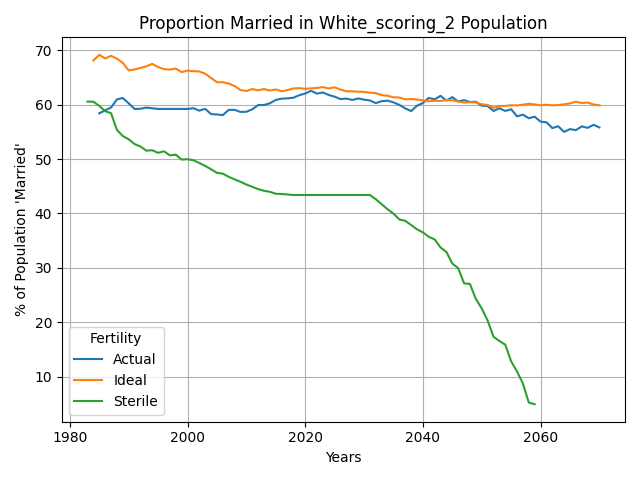 Proportion Married in White_scoring_2 Population
% of Population 'Married'
70
60
50
40
30
20
10
Fertility
Actual
Ideal
Sterile
1980 2000 2020 2040 2060
Years